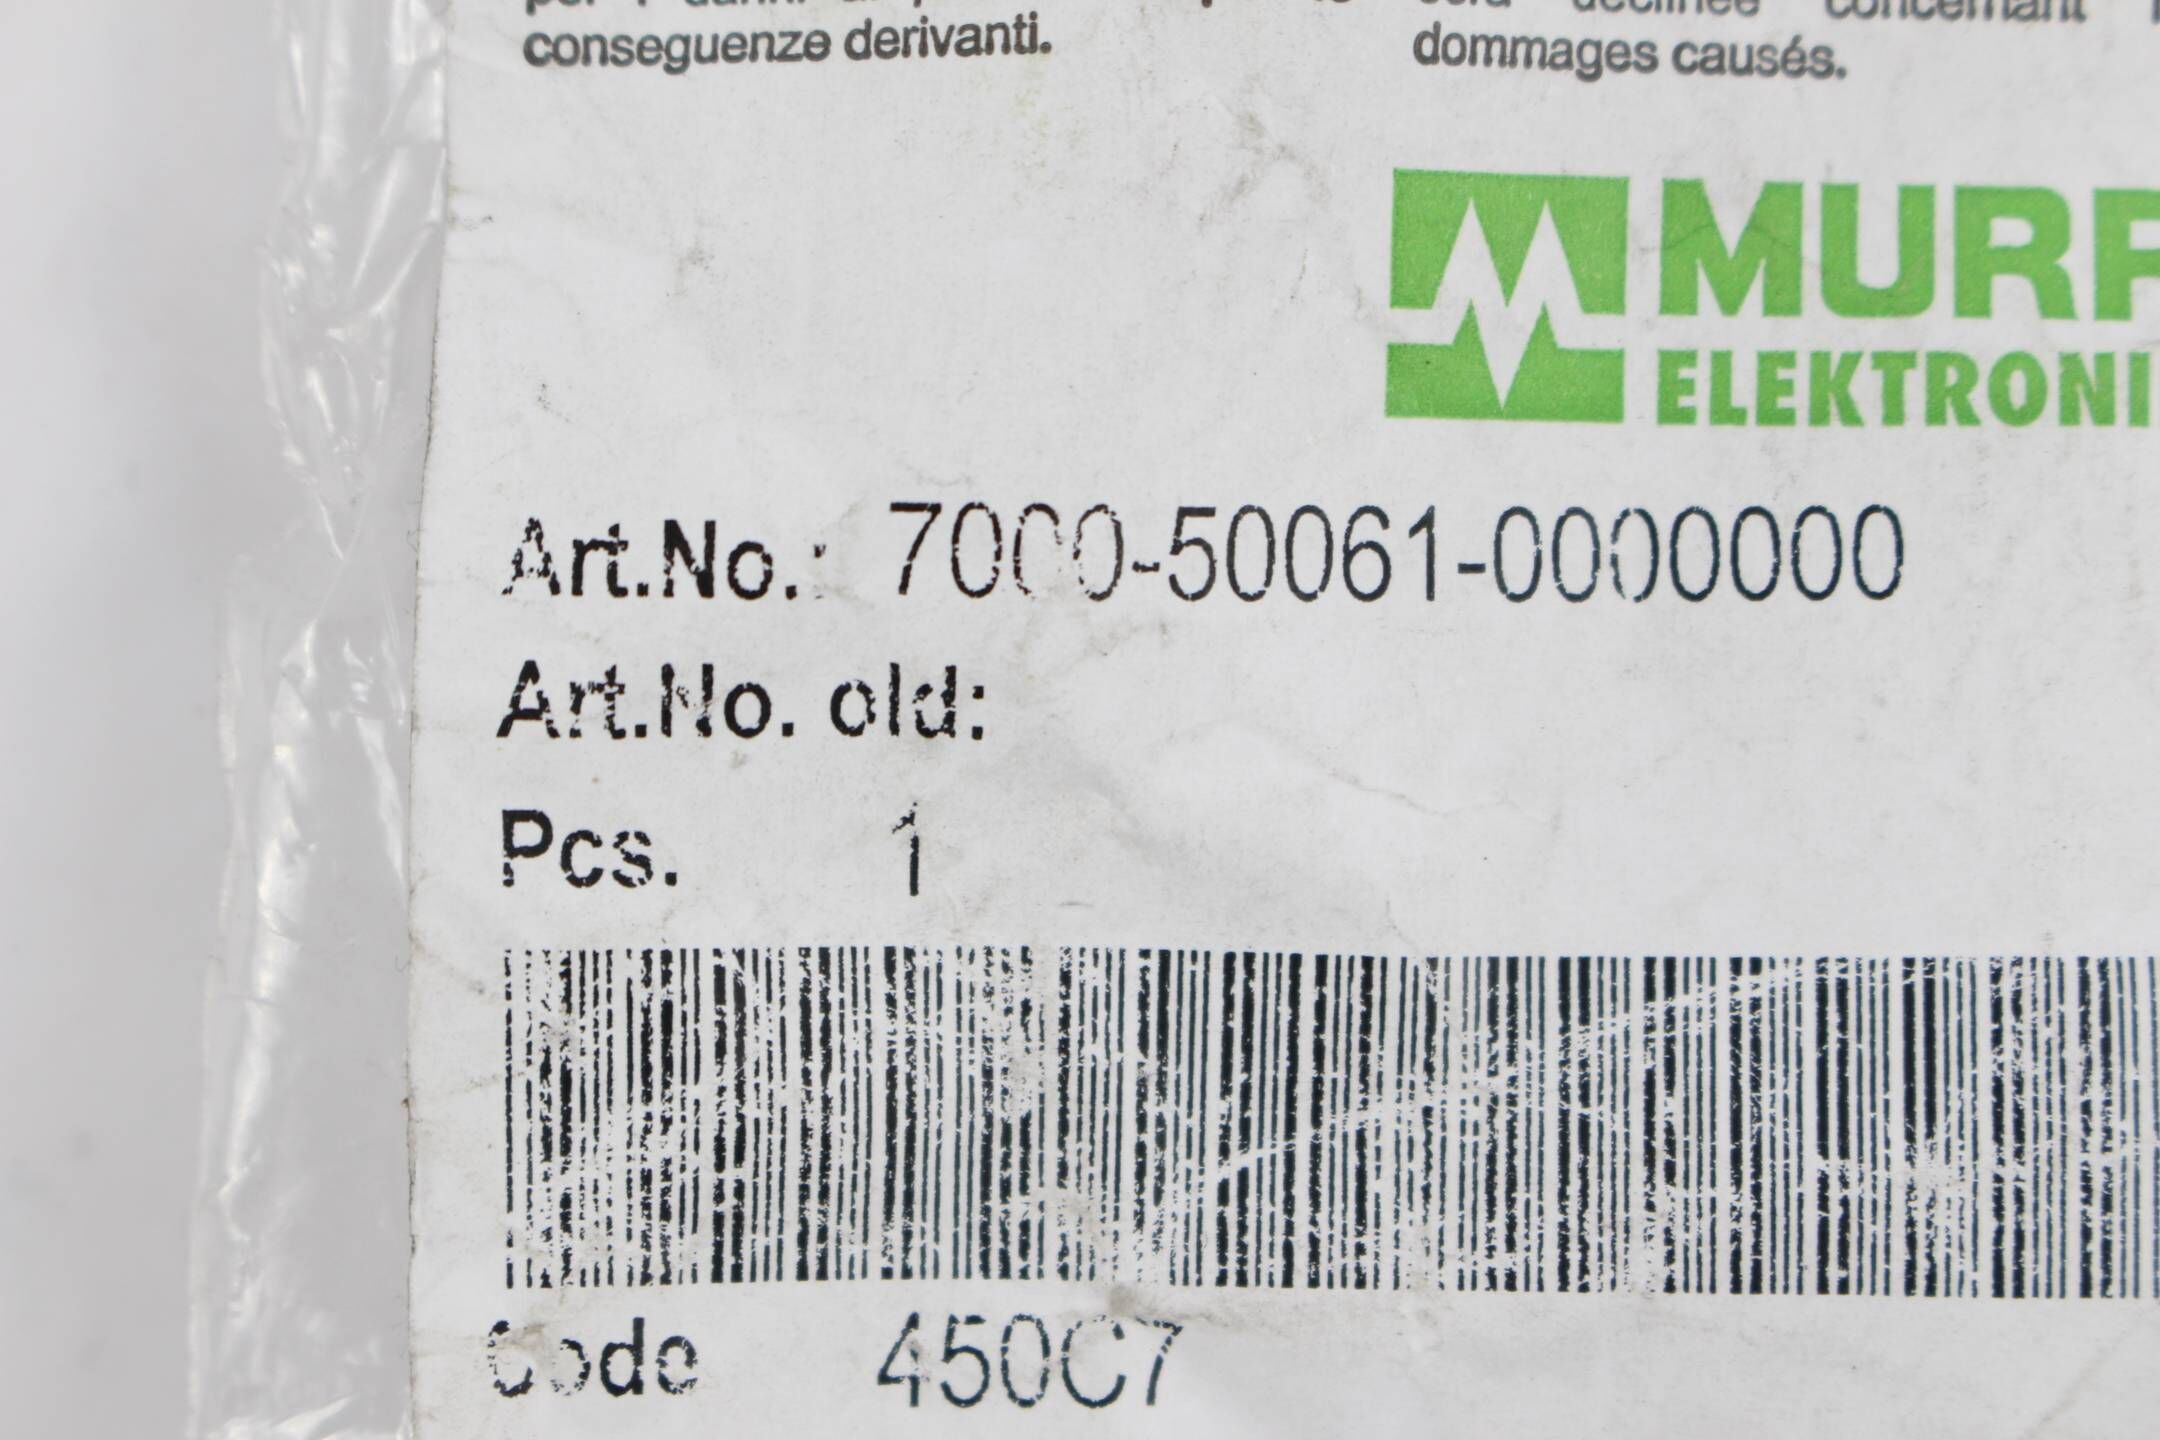 conseguenze derivanti.
dommages causés.
MURR
ELEKTRONI
Art.No.: 7000-50061-0000000
Art.No. old:
Pcs. 1
Code 450C7